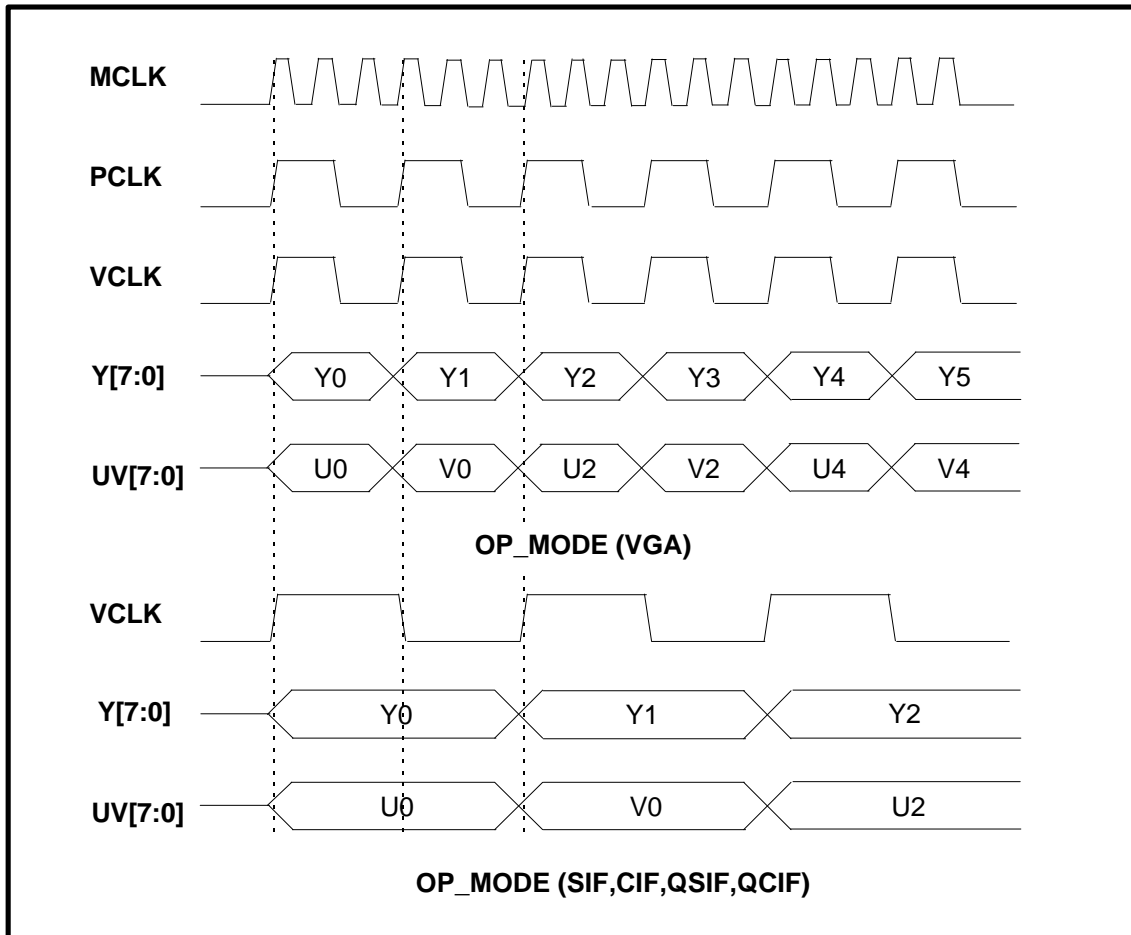 MCLK
PCLK
VCLK
Y[7:0] Y0 Y1 Y2 Y3 Y4 Y5
UV[7:0] U0 V0 U2 V2 U4 V4
OP_MODE (VGA)
VCLK
Y[7:0] Y0 Y1 Y2
UV[7:0] U0 V0 U2
OP_MODE (SIF,CIF,QSIF,QCIF)